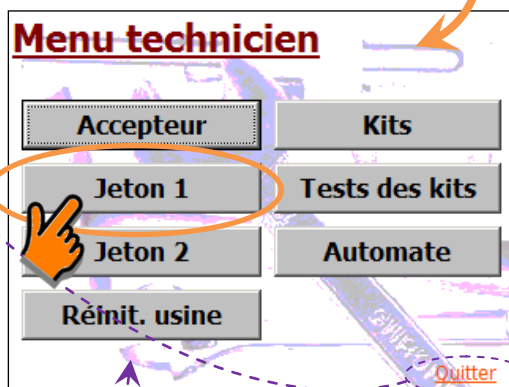 Menu technicien
Accepteur
Kits
Jeton 1
Tests des kits
Jeton 2
Automate
Réinit. usine
Quitter